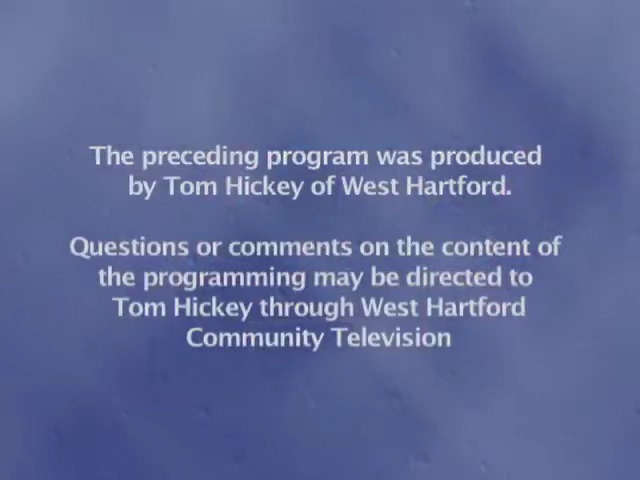 The preceding program was produced
by Tom Hickey of West Hartford.
Questions or comments on the content of
the programming may be directed to
Tom Hickey through West Hartford
Community Television